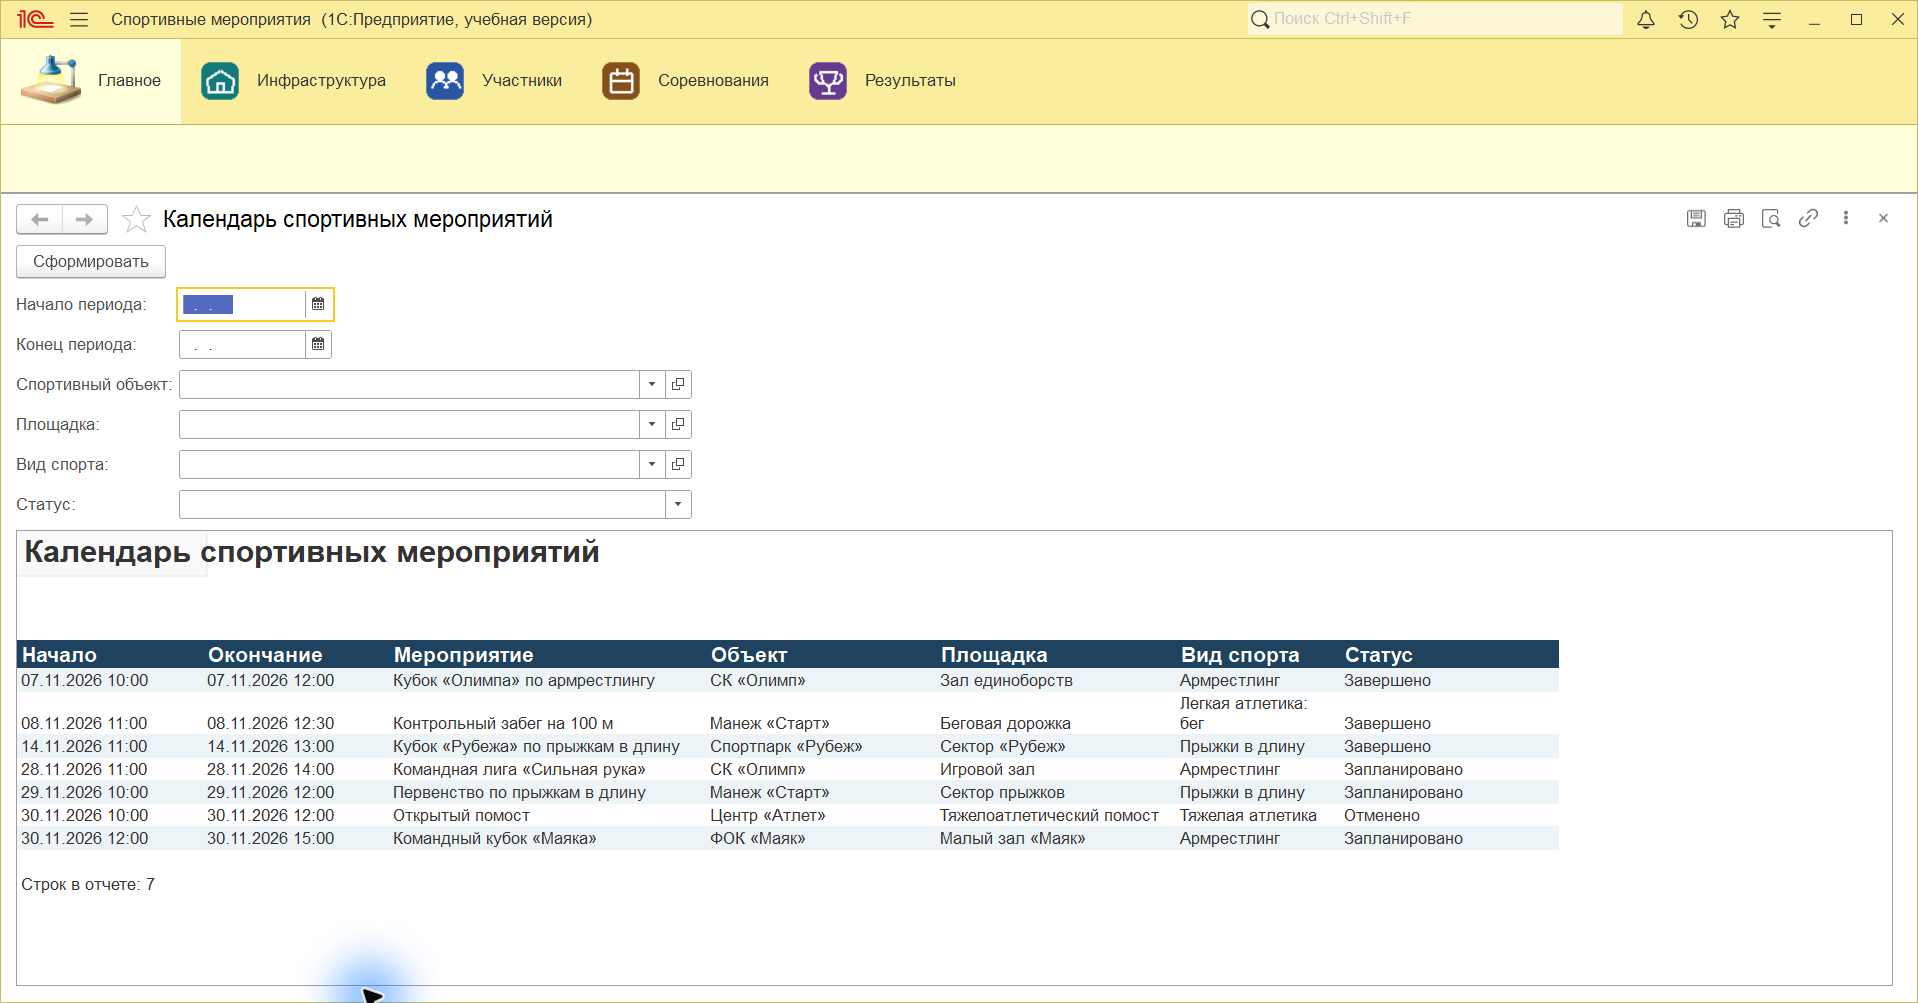 1С Спортивные мероприятия (1С:Предприятие, учебная версия) Поиск Ctrl+Shift+F
Главное Инфраструктура Участники Соревнования Результаты
Календарь спортивных мероприятий
Сформировать
Начало периода: . .
Конец периода: . .
Спортивный объект:
Площадка:
Вид спорта:
Статус:
Календарь спортивных мероприятий
Начало Окончание Мероприятие Объект Площадка Вид спорта Статус
07.11.2026 10:00 07.11.2026 12:00 Кубок «Олимпа» по армрестлингу СК «Олимп» Зал единоборств Армрестлинг Завершено
Легкая атлетика:
08.11.2026 11:00 08.11.2026 12:30 Контрольный забег на 100 м Манеж «Старт» Беговая дорожка бег Завершено
14.11.2026 11:00 14.11.2026 13:00 Кубок «Рубежа» по прыжкам в длину Спортпарк «Рубеж» Сектор «Рубеж» Прыжки в длину Завершено
28.11.2026 11:00 28.11.2026 14:00 Командная лига «Сильная рука» СК «Олимп» Игровой зал Армрестлинг Запланировано
29.11.2026 10:00 29.11.2026 12:00 Первенство по прыжкам в длину Манеж «Старт» Сектор прыжков Прыжки в длину Запланировано
30.11.2026 10:00 30.11.2026 12:00 Открытый помост Центр «Атлет» Тяжелоатлетический помост Тяжелая атлетика Отменено
30.11.2026 12:00 30.11.2026 15:00 Командный кубок «Маяка» ФОК «Маяк» Малый зал «Маяк» Армрестлинг Запланировано
Строк в отчете: 7